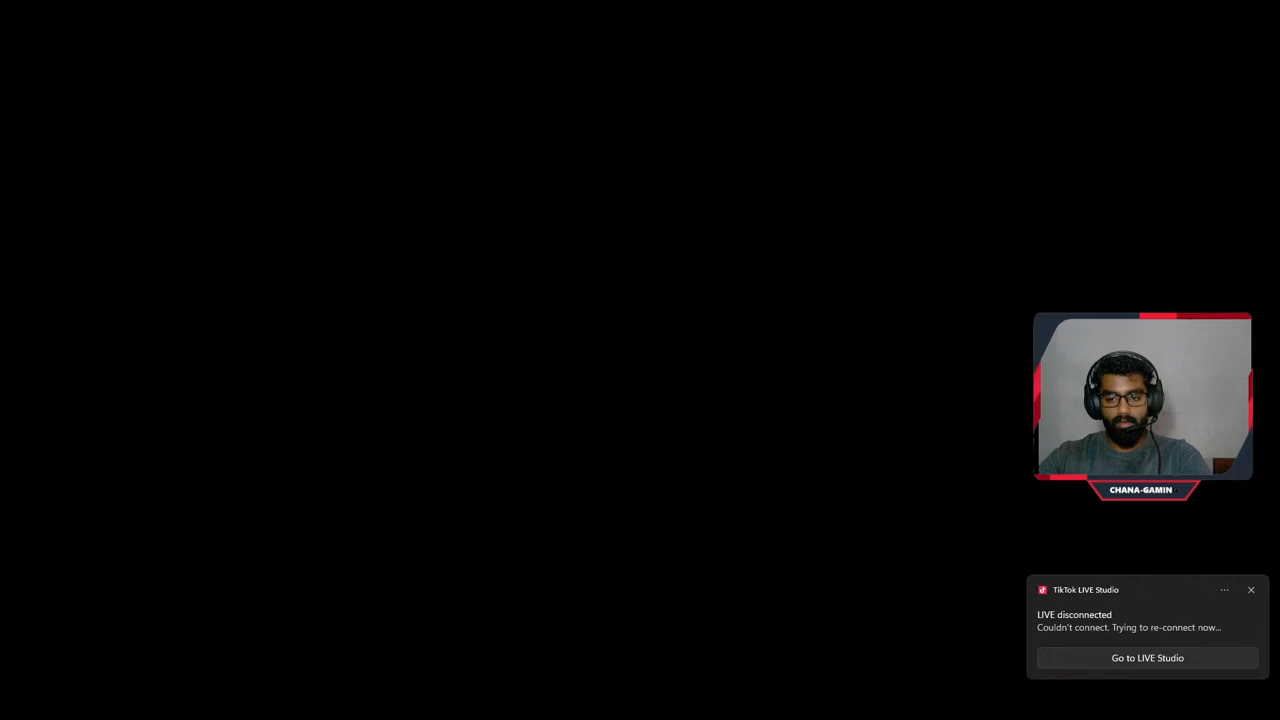 CHANA-GAMIN
TikTok LIVE Studio
LIVE disconnected
Couldn't connect. Trying to re-connect now...
Go to LIVE Studio